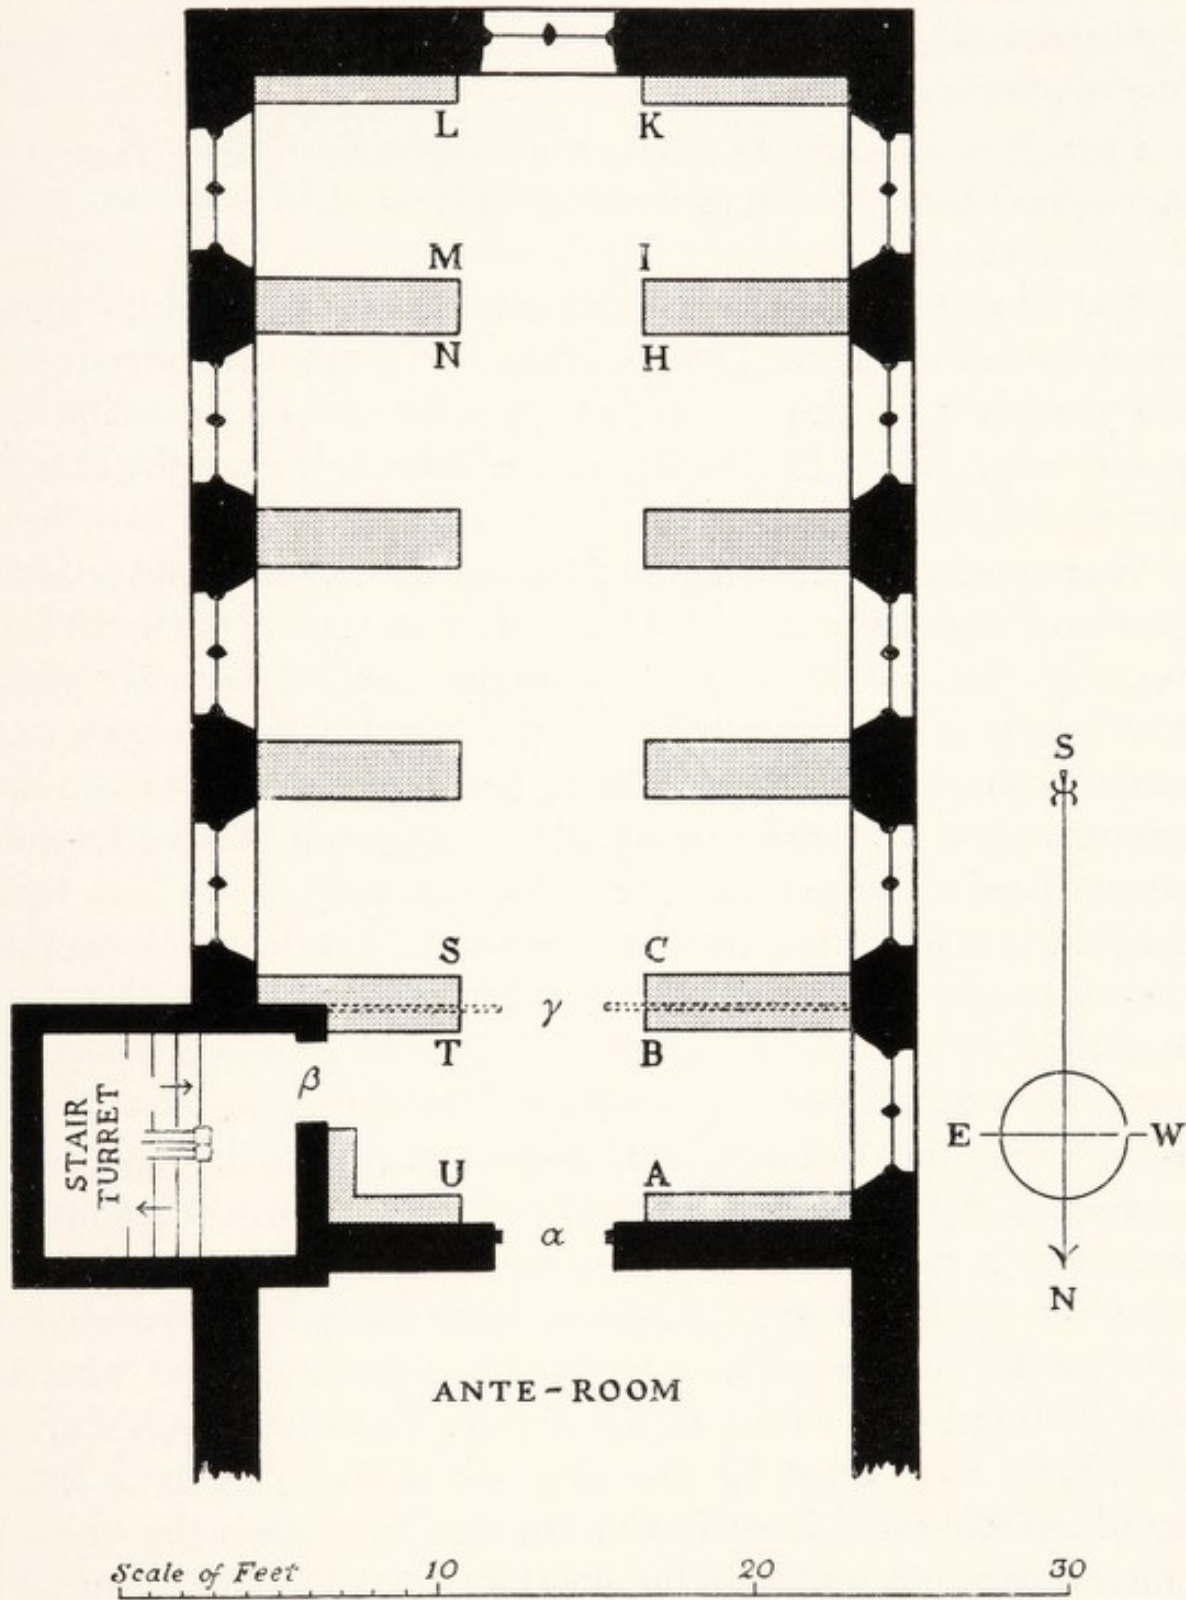 L K
M I
N H
S C
γ
T B
β
STAIR
TURRET
U A
α
S
E W
N
ANTE-ROOM
Scale of Feet 10 20 30